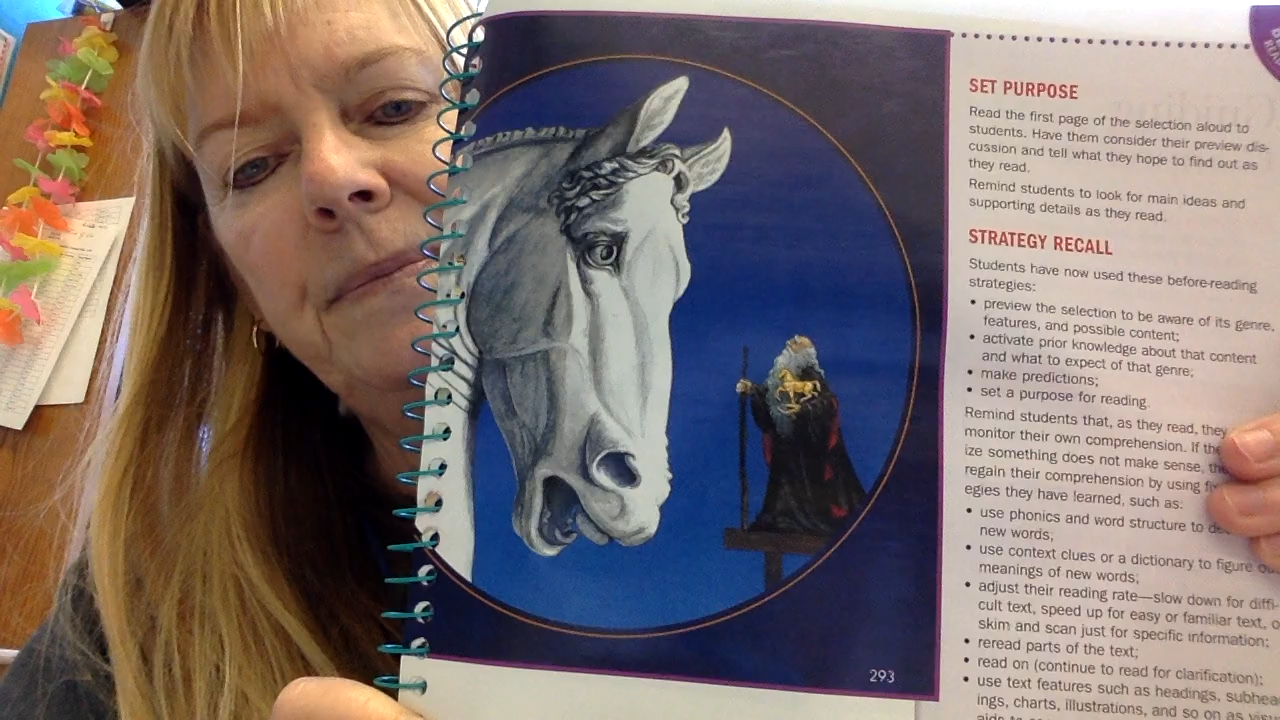 SET PURPOSE
Read the first page of the selection aloud to
students. Have them consider their preview dis-
cussion and tell what they hope to find out as
they read.
Remind students to look for main ideas and
supporting details as they read.
STRATEGY RECALL
Students have now used these before-reading
strategies:
• preview the selection to be aware of its genre,
features, and possible content;
• activate prior knowledge about that content
and what to expect of that genre;
• make predictions;
• set a purpose for reading.
Remind students that, as they read, they
monitor their own comprehension. If the
ize something does not make sense,
regain their comprehension by using
egies they have learned, such as:
• use phonics and word structure to
new words;
• use context clues or a dictionary to figure
meanings of new words;
• adjust their reading rate—slow down for diffi-
cult text, speed up for easy or familiar text,
skim and scan just for specific information;
• reread parts of the text;
• read on (continue to read for clarification);
• use text features such as headings, subhea
ings, charts, illustrations, and so on as
293